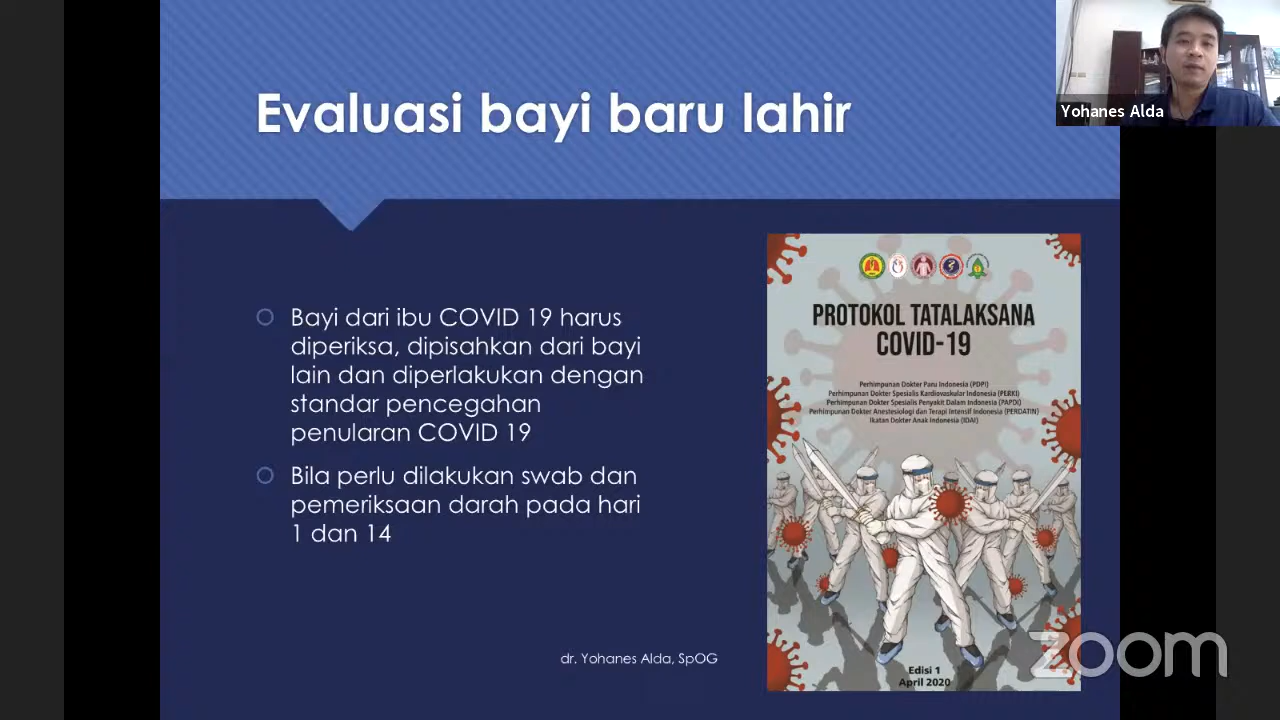 Evaluasi bayi baru lahir
Yohanes Alda
Bayi dari ibu COVID 19 harus
diperiksa, dipisahkan dari bayi
lain dan diperlakukan dengan
standar pencegahan
penularan COVID 19
Bila perlu dilakukan swab dan
pemeriksaan darah pada hari
1 dan 14
PROTOKOL TATALAKSANA
COVID-19
Perhimpunan Dokter Paru Indonesia (PDPI)
Perhimpunan Dokter Spesialis Kardiovaskular Indonesia (PERKI)
Perhimpunan Dokter Spesialis Penyakit Dalam Indonesia (PAPDI)
Perhimpunan Dokter Anestesiologi dan Terapi Intensif Indonesia (PERDATIN)
Ikatan Dokter Anak Indonesia (IDAI)
Edisi 1
April 2020
dr. Yohanes Alda, SpOG
zoom